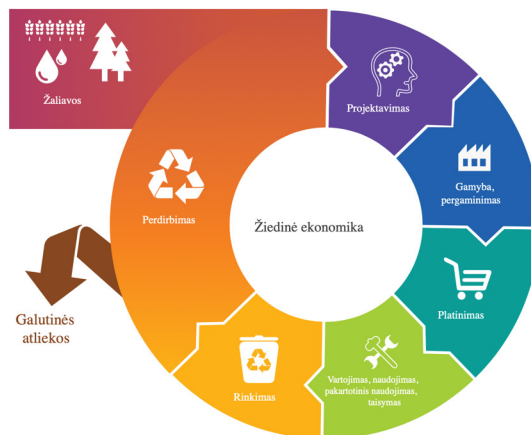 Žaliavos
Projektavimas
Gamyba,
pergaminimas
Platinimas
Vartojimas, naudojimas,
pakartotinis naudojimas,
taisymas
Rinkimas
Perdirbimas
Galutinės
atliekos
Žiedinė ekonomika